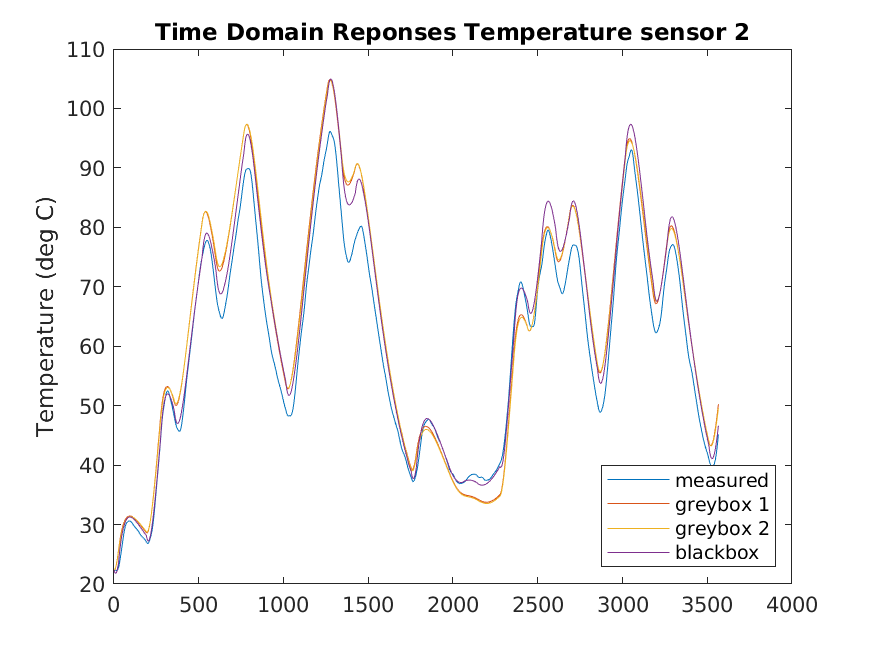 Time Domain Reponses Temperature sensor 2
110
100
90
80
70
60
50
40
30
20
Temperature (deg C)
0 500 1000 1500 2000 2500 3000 3500 4000
measured
greybox 1
greybox 2
blackbox